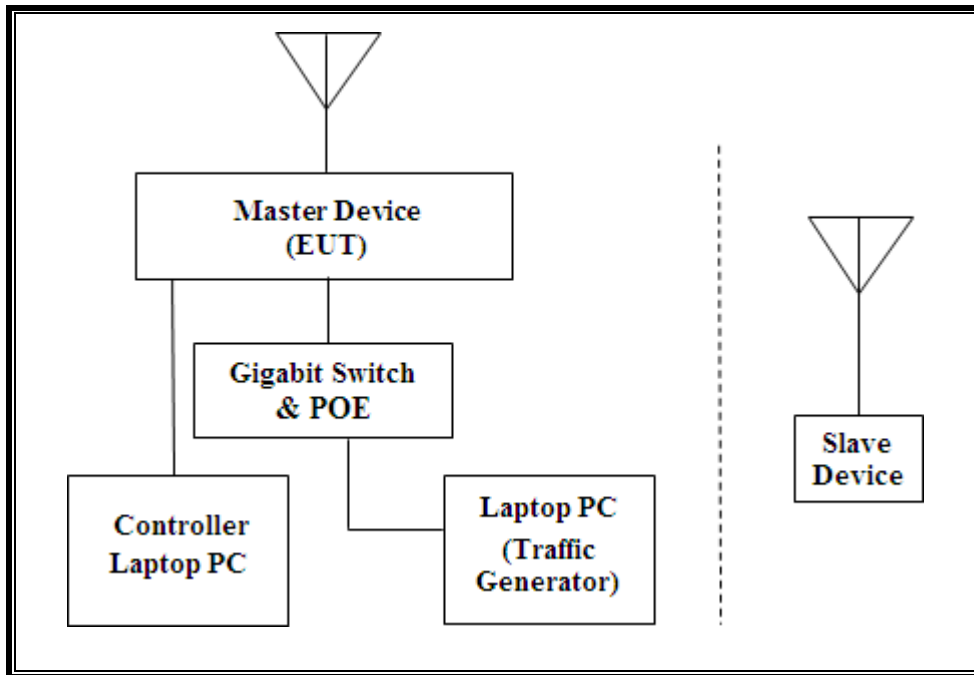 Master Device
(EUT)
Gigabit Switch
& POE
Controller
Laptop PC
Laptop PC
(Traffic
Generator)
Slave
Device